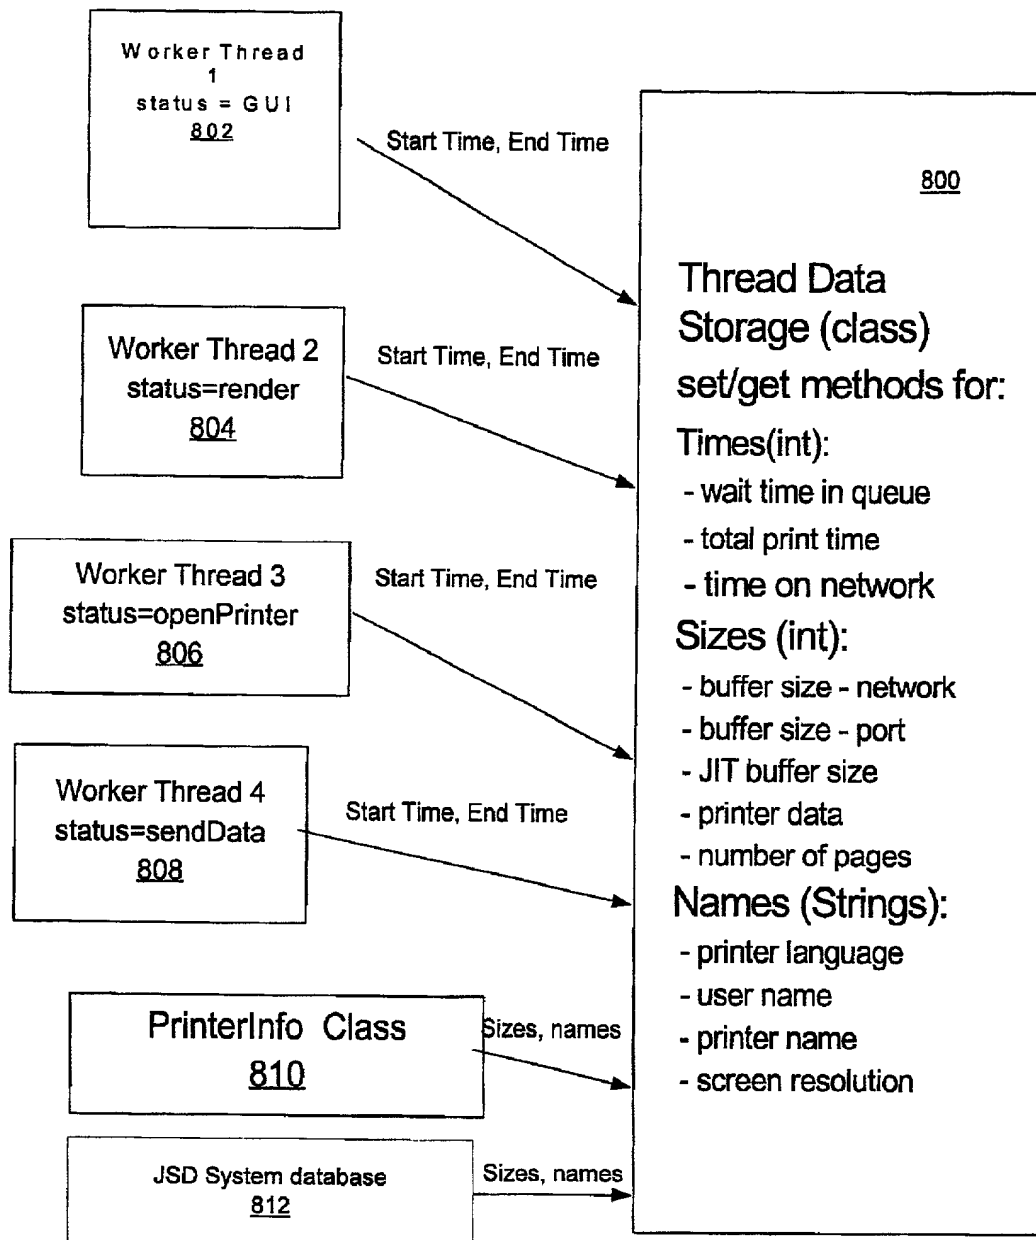 Worker Thread
1
status = GUI
802
Start Time, End Time
Worker Thread 2
status=render
804
Start Time, End Time
Worker Thread 3
status=openPrinter
806
Start Time, End Time
Worker Thread 4
status=sendData
808
Start Time, End Time
PrinterInfo Class
810
Sizes, names
JSD System database
812
Sizes, names
800
Thread Data
Storage (class)
set/get methods for:
Times(int):
- wait time in queue
- total print time
- time on network
Sizes (int):
- buffer size - network
- buffer size - port
- JIT buffer size
- printer data
- number of pages
Names (Strings):
- printer language
- user name
- printer name
- screen resolution